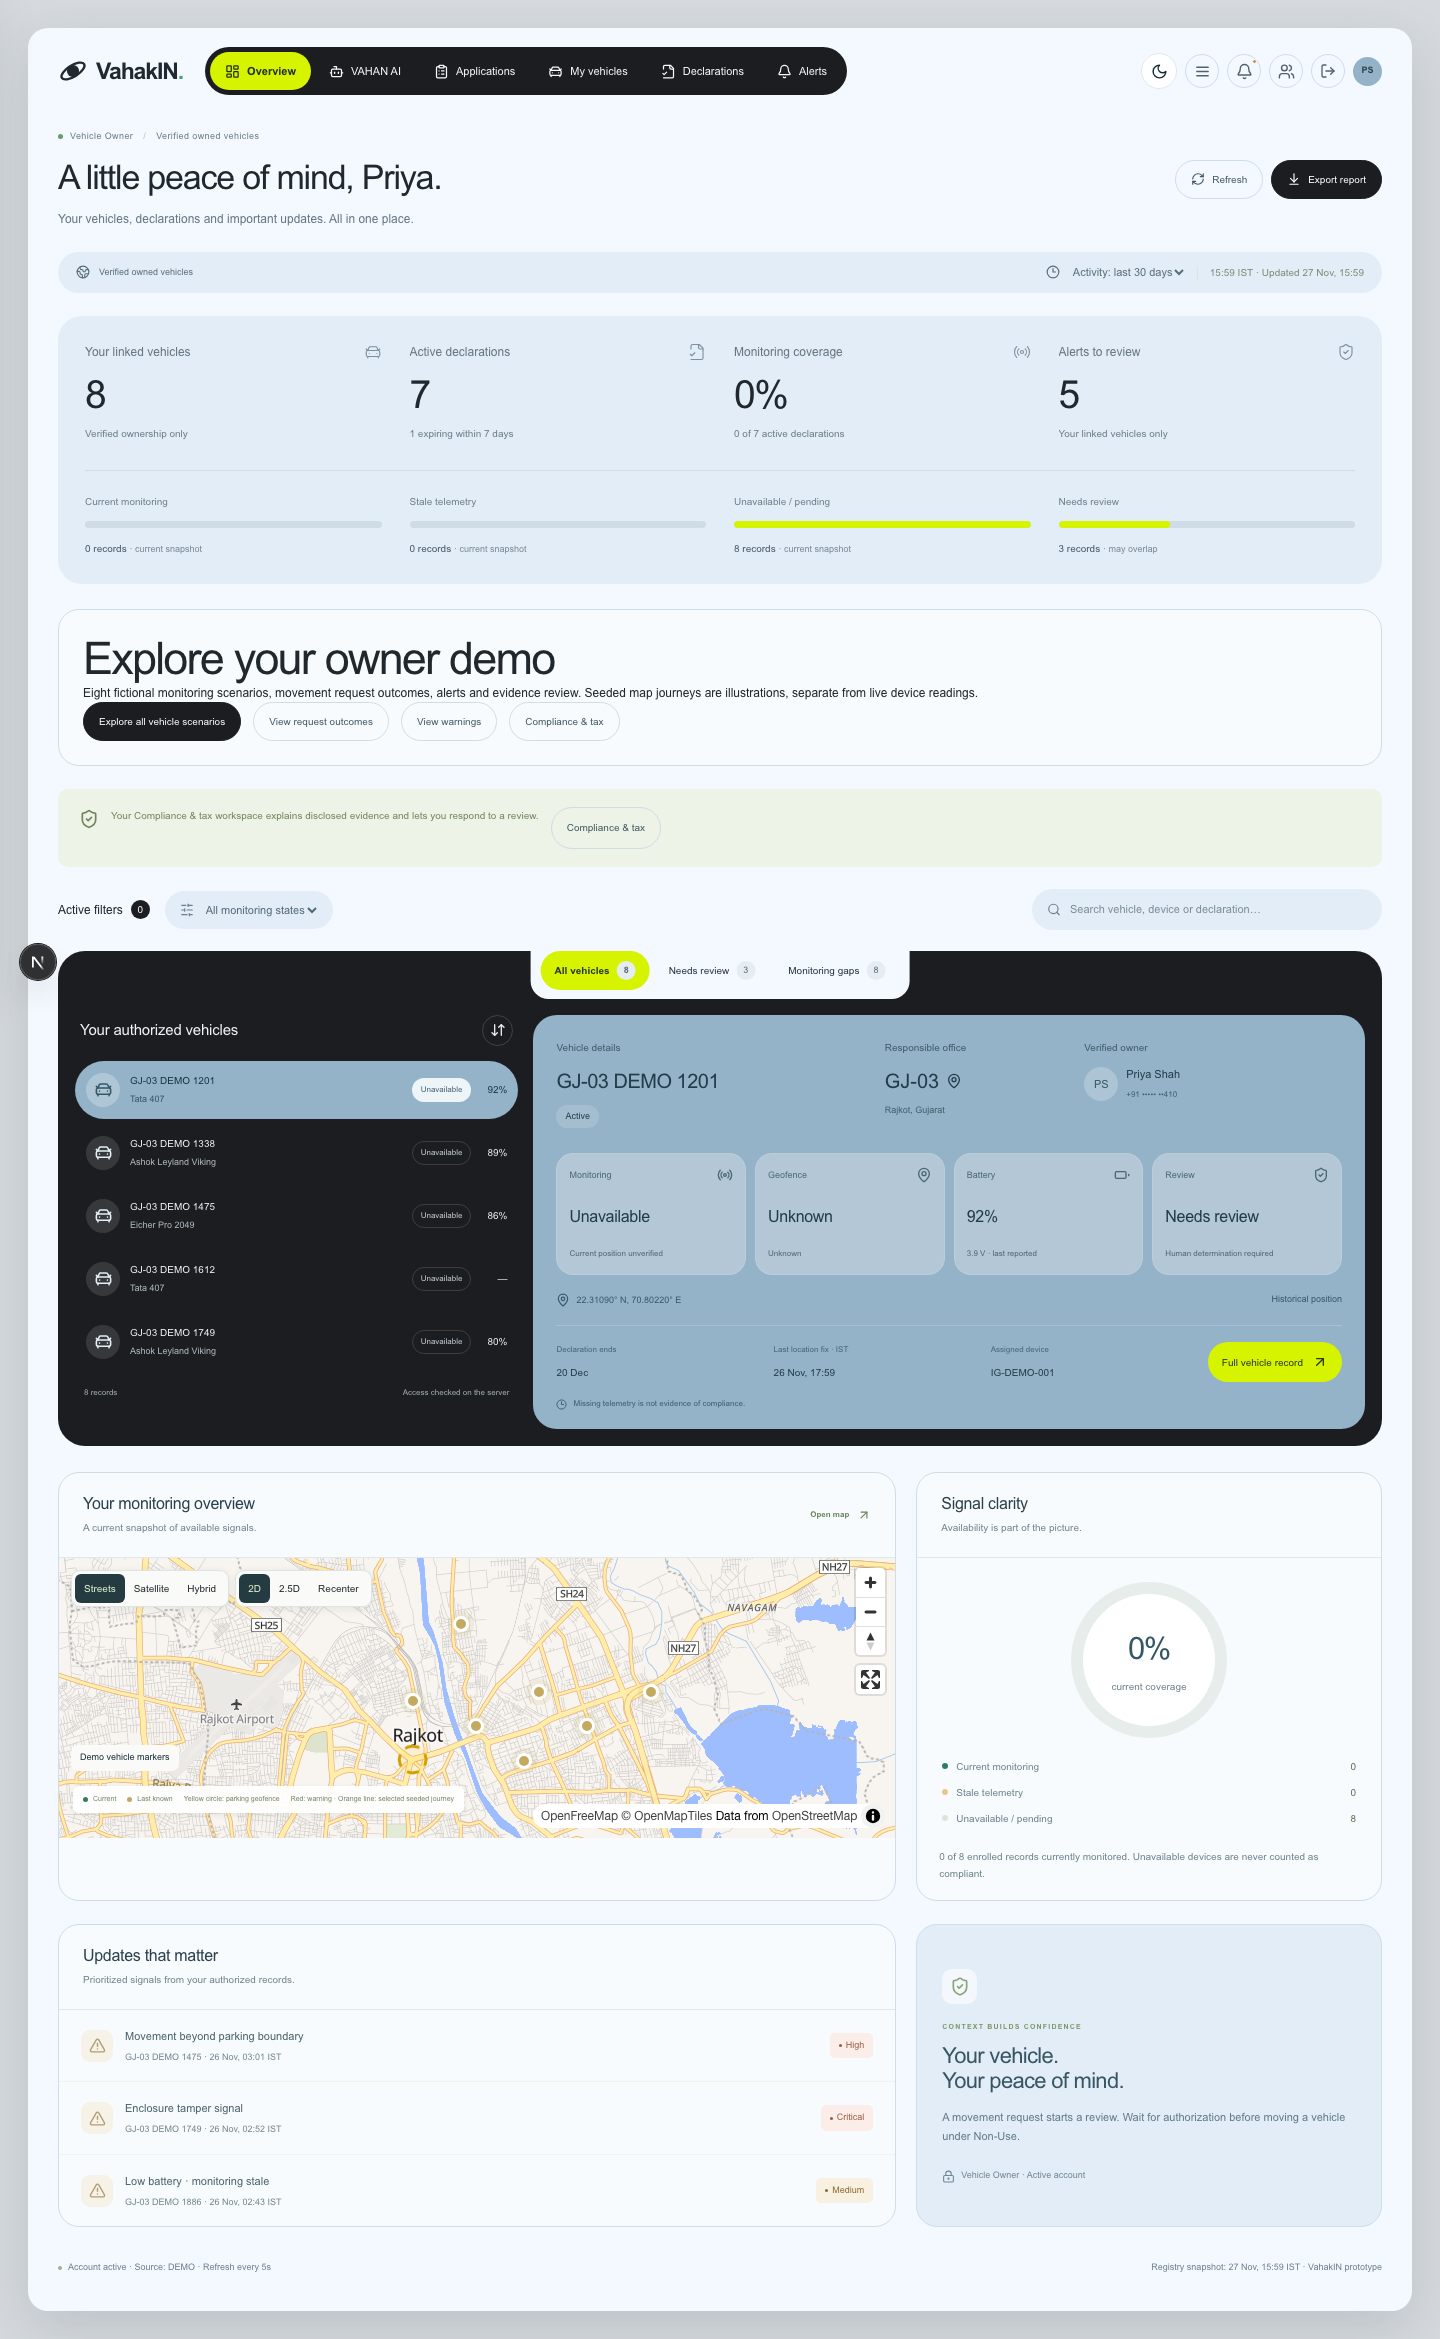 VahakIN.
Overview
VAHAN AI
Applications
My vehicles
Declarations
Alerts
PS
Vehicle Owner / Verified owned vehicles
A little peace of mind, Priya.
Refresh
Export report
Your vehicles, declarations and important updates. All in one place.
Verified owned vehicles
Activity: last 30 days
15:59 IST · Updated 27 Nov, 15:59
Your linked vehicles
8
Verified ownership only
Active declarations
7
1 expiring within 7 days
Monitoring coverage
0%
0 of 7 active declarations
Alerts to review
5
Your linked vehicles only
Current monitoring
0 records · current snapshot
Stale telemetry
0 records · current snapshot
Unavailable / pending
8 records · current snapshot
Needs review
3 records · may overlap
Explore your owner demo
Eight fictional monitoring scenarios, movement request outcomes, alerts and evidence review. Seeded map journeys are illustrations, separate from live device readings.
Explore all vehicle scenarios
View request outcomes
View warnings
Compliance & tax
Your Compliance & tax workspace explains disclosed evidence and lets you respond to a review.
Compliance & tax
Active filters 0
All monitoring states
Search vehicle, device or declaration…
N
All vehicles 8
Needs review 3
Monitoring gaps 8
Your authorized vehicles
GJ-03 DEMO 1201
Tata 407
Unavailable
92%
GJ-03 DEMO 1338
Ashok Leyland Viking
Unavailable
89%
GJ-03 DEMO 1475
Eicher Pro 2049
Unavailable
86%
GJ-03 DEMO 1612
Tata 407
Unavailable
—
GJ-03 DEMO 1749
Ashok Leyland Viking
Unavailable
80%
8 records
Access checked on the server
Vehicle details
GJ-03 DEMO 1201
Active
Responsible office
GJ-03
Rajkot, Gujarat
Verified owner
PS
Priya Shah
+91 ••••• ••410
Monitoring
Unavailable
Current position unverified
Geofence
Unknown
Unknown
Battery
92%
3.9 V · last reported
Review
Needs review
Human determination required
22.31090° N, 70.80220° E
Historical position
Declaration ends
20 Dec
Last location fix · IST
26 Nov, 17:59
Assigned device
IG-DEMO-001
Full vehicle record
Missing telemetry is not evidence of compliance.
Your monitoring overview
A current snapshot of available signals.
Open map
Streets
Satellite
Hybrid
2D
2.5D
Recenter
NH27
SH24
NAVAGAM
SH25
NH27
Rajkot Airport
Rajkot
Demo vehicle markers
Raiya
Current
Last known
Yellow circle: parking geofence
Red: warning · Orange line: selected seeded journey
OpenFreeMap © OpenMapTiles Data from OpenStreetMap
Signal clarity
Availability is part of the picture.
0%
current coverage
Current monitoring 0
Stale telemetry 0
Unavailable / pending 8
0 of 8 enrolled records currently monitored. Unavailable devices are never counted as
compliant.
Updates that matter
Prioritized signals from your authorized records.
Movement beyond parking boundary
GJ-03 DEMO 1475 · 26 Nov, 03:01 IST
High
Enclosure tamper signal
GJ-03 DEMO 1749 · 26 Nov, 02:52 IST
Critical
Low battery · monitoring stale
GJ-03 DEMO 1886 · 26 Nov, 02:43 IST
Medium
CONTEXT BUILDS CONFIDENCE
Your vehicle.
Your peace of mind.
A movement request starts a review. Wait for authorization before moving a vehicle
under Non-Use.
Vehicle Owner · Active account
Account active · Source: DEMO · Refresh every 5s
Registry snapshot: 27 Nov, 15:59 IST · VahakIN prototype